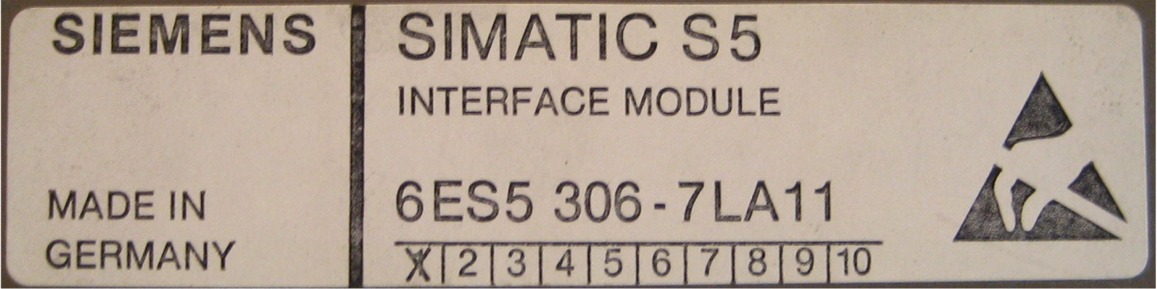 SIEMENS
SIMATIC S5
INTERFACE MODULE
6ES5 306-7LA11
X 2 3 4 5 6 7 8 9 10
MADE IN
GERMANY